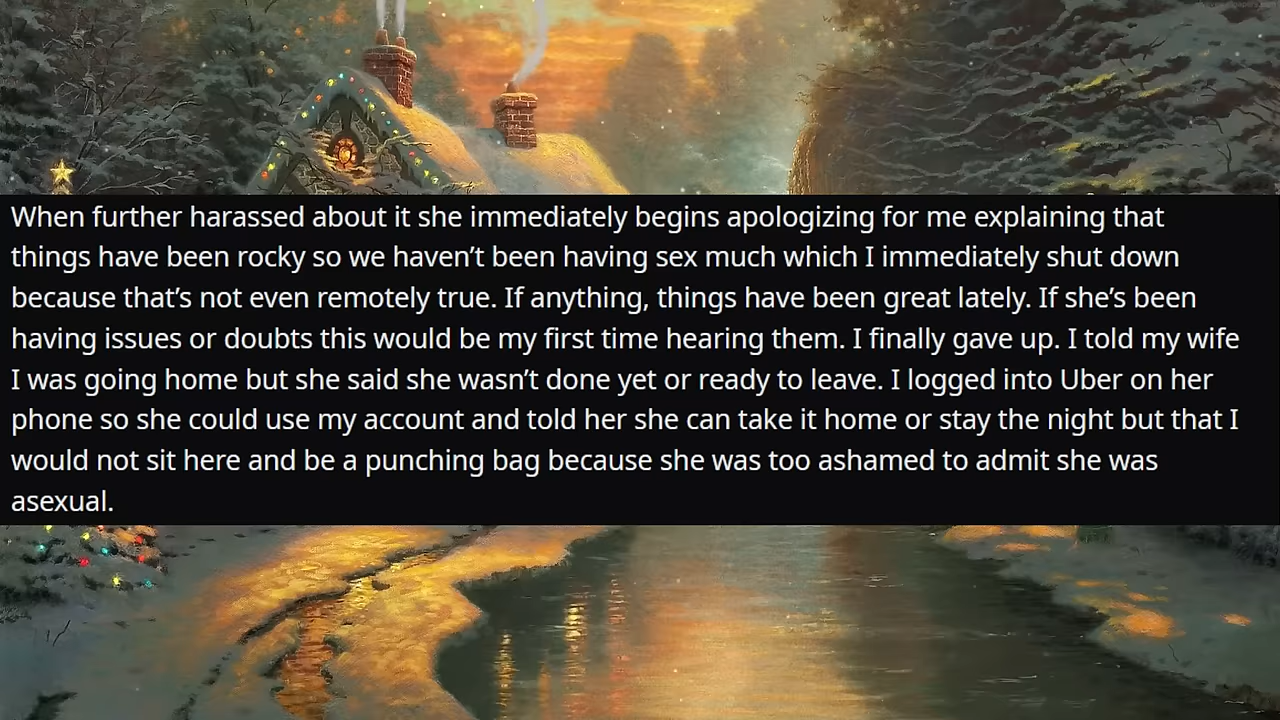 When further harassed about it she immediately begins apologizing for me explaining that
things have been rocky so we haven’t been having sex much which I immediately shut down
because that’s not even remotely true. If anything, things have been great lately. If she’s been
having issues or doubts this would be my first time hearing them. I finally gave up. I told my wife
I was going home but she said she wasn’t done yet or ready to leave. I logged into Uber on her
phone so she could use my account and told her she can take it home or stay the night but that I
would not sit here and be a punching bag because she was too ashamed to admit she was
asexual.